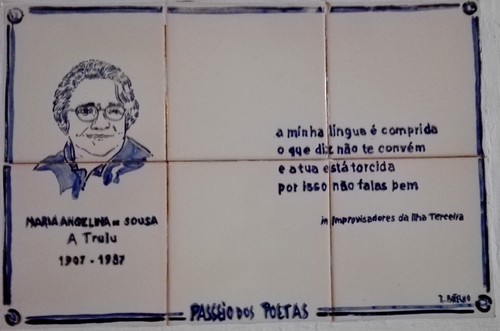 a minha língua é comprida
o que diz não te convém
e a tua está torcida
por isso não falas bem
in Improvisadores da Ilha Terceira
MARIA ANGELINA DE SOUSA
A Trulu
1907 - 1987
PASSEIO DOS POETAS